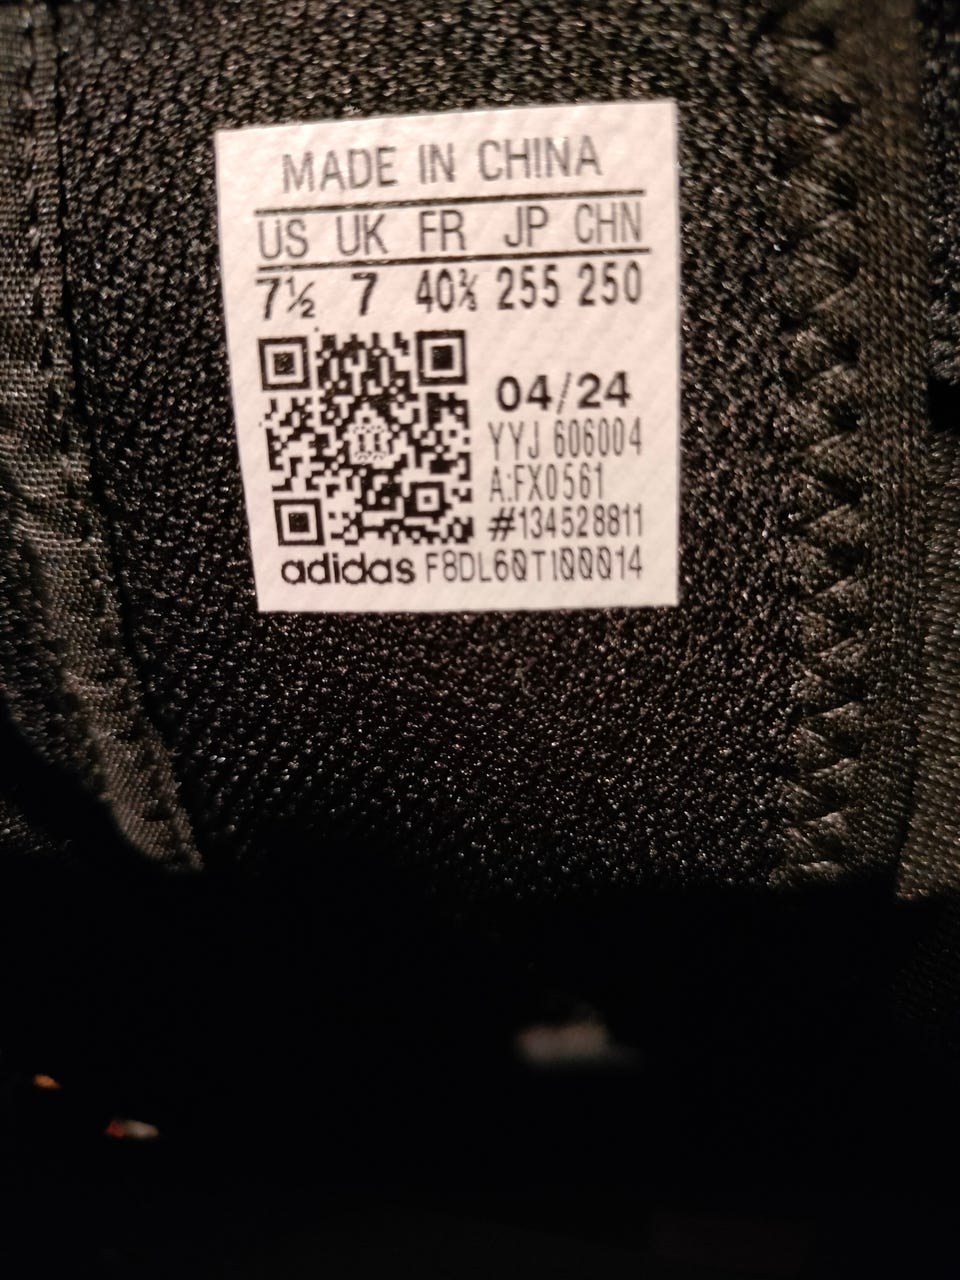 MADE IN CHINA
US UK FR JP CHN
7½ 7 40⅔ 255 250
04/24
YYJ 606004
A:FX0561
#134528811
adidas F8DL60T100014